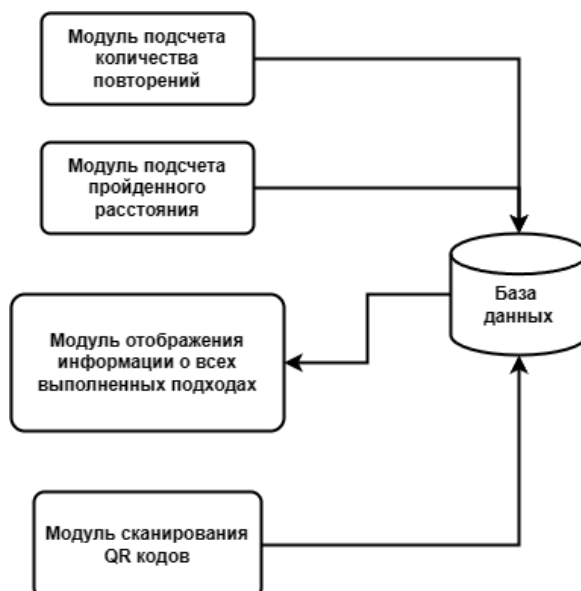 Модуль подсчета
количества
повторений
Модуль подсчета
пройденного
расстояния
База
данных
Модуль отображения
информации о всех
выполненных подходах
Модуль сканирования
QR кодов